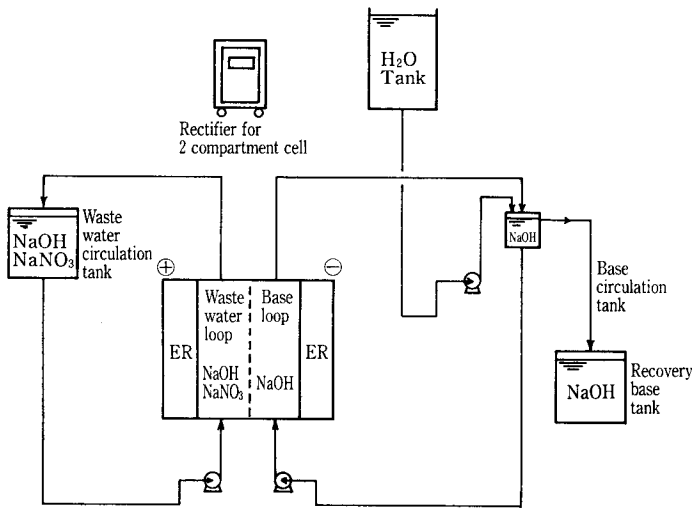 H₂O
Tank
Rectifier for
2 compartment cell
Waste
water
circulation
tank
NaOH
NaNO₃
NaOH
Base
circulation
tank
⊕
⊖
Waste
water
loop
Base
loop
ER
ER
NaOH
NaNO₃
NaOH
NaOH
Recovery
base
tank